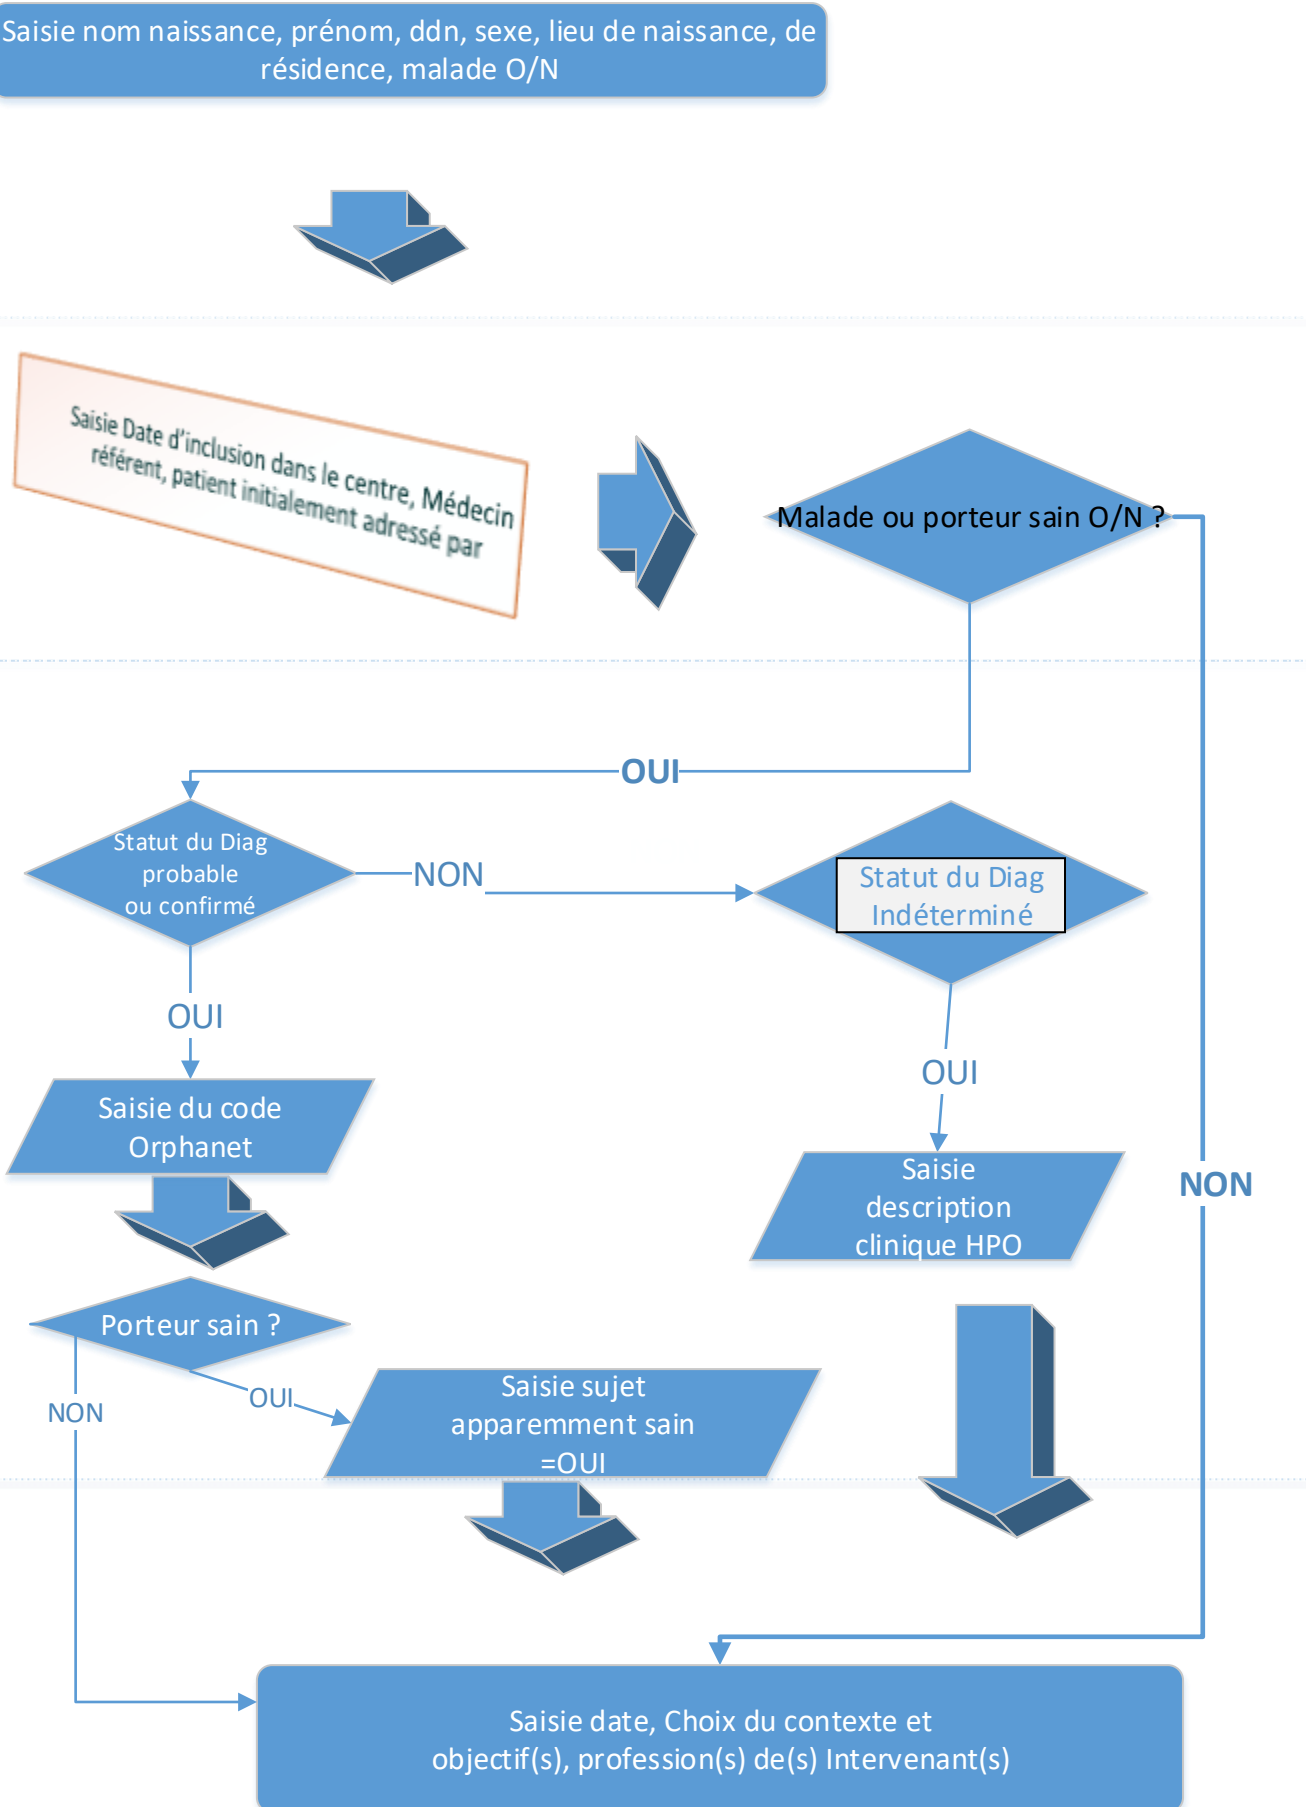 Saisie nom naissance, prénom, ddn, sexe, lieu de naissance, de
résidence, malade O/N
Saisie Date d'inclusion dans le centre, Médecin
référent, patient initialement adressé par
Malade ou porteur sain O/N ?
OUI
Statut du Diag
probable
ou confirmé
NON
Statut du Diag
Indéterminé
OUI
OUI
Saisie du code
Orphanet
Saisie
description
clinique HPO
NON
Porteur sain ?
NON
OUI
Saisie sujet
apparemment sain
=OUI
Saisie date, Choix du contexte et
objectif(s), profession(s) de(s) Intervenant(s)